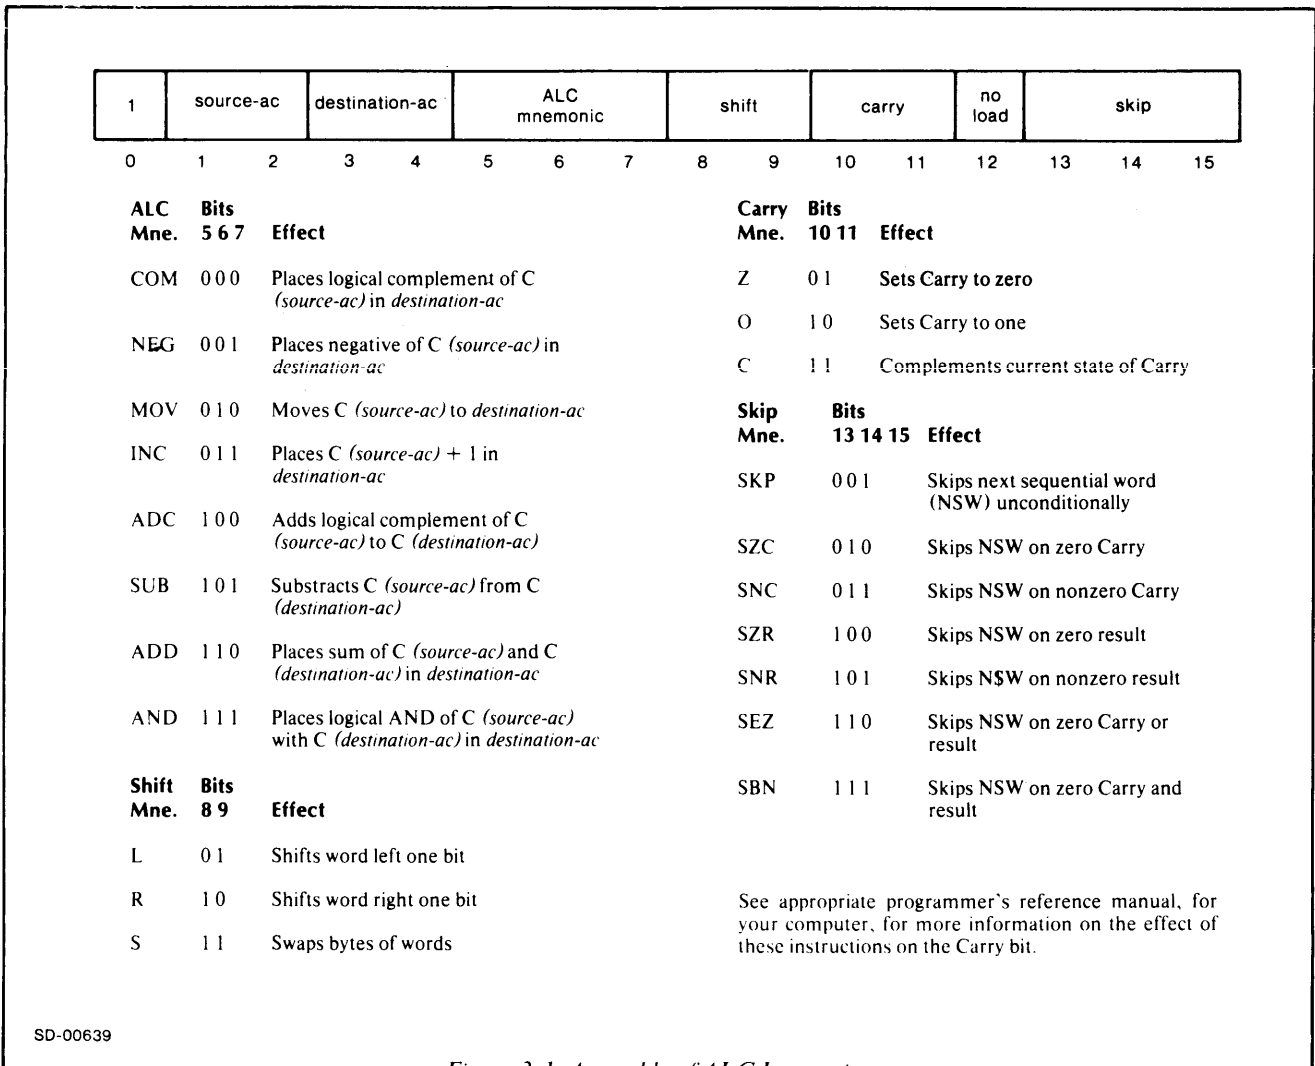 1 source-ac destination-ac ALC mnemonic shift carry no load skip
0 1 2 3 4 5 6 7 8 9 10 11 12 13 14 15
ALC Bits
Mne. 5 6 7 Effect
COM 0 0 0 Places logical complement of C
(source-ac) in destination-ac
NEG 0 0 1 Places negative of C (source-ac) in
destination-ac
MOV 0 1 0 Moves C (source-ac) to destination-ac
INC 0 1 1 Places C (source-ac) + 1 in
destination-ac
ADC 1 0 0 Adds logical complement of C
(source-ac) to C (destination-ac)
SUB 1 0 1 Substracts C (source-ac) from C
(destination-ac)
ADD 1 1 0 Places sum of C (source-ac) and C
(destination-ac) in destination-ac
AND 1 1 1 Places logical AND of C (source-ac)
with C (destination-ac) in destination-ac
Shift Bits
Mne. 8 9 Effect
L 0 1 Shifts word left one bit
R 1 0 Shifts word right one bit
S 1 1 Swaps bytes of words
Carry Bits
Mne. 10 11 Effect
Z 0 1 Sets Carry to zero
O 1 0 Sets Carry to one
C 1 1 Complements current state of Carry
Skip Bits
Mne. 13 14 15 Effect
SKP 0 0 1 Skips next sequential word
(NSW) unconditionally
SZC 0 1 0 Skips NSW on zero Carry
SNC 0 1 1 Skips NSW on nonzero Carry
SZR 1 0 0 Skips NSW on zero result
SNR 1 0 1 Skips N$W on nonzero result
SEZ 1 1 0 Skips NSW on zero Carry or
result
SBN 1 1 1 Skips NSW on zero Carry and
result
See appropriate programmer's reference manual, for
your computer, for more information on the effect of
these instructions on the Carry bit.
SD-00639